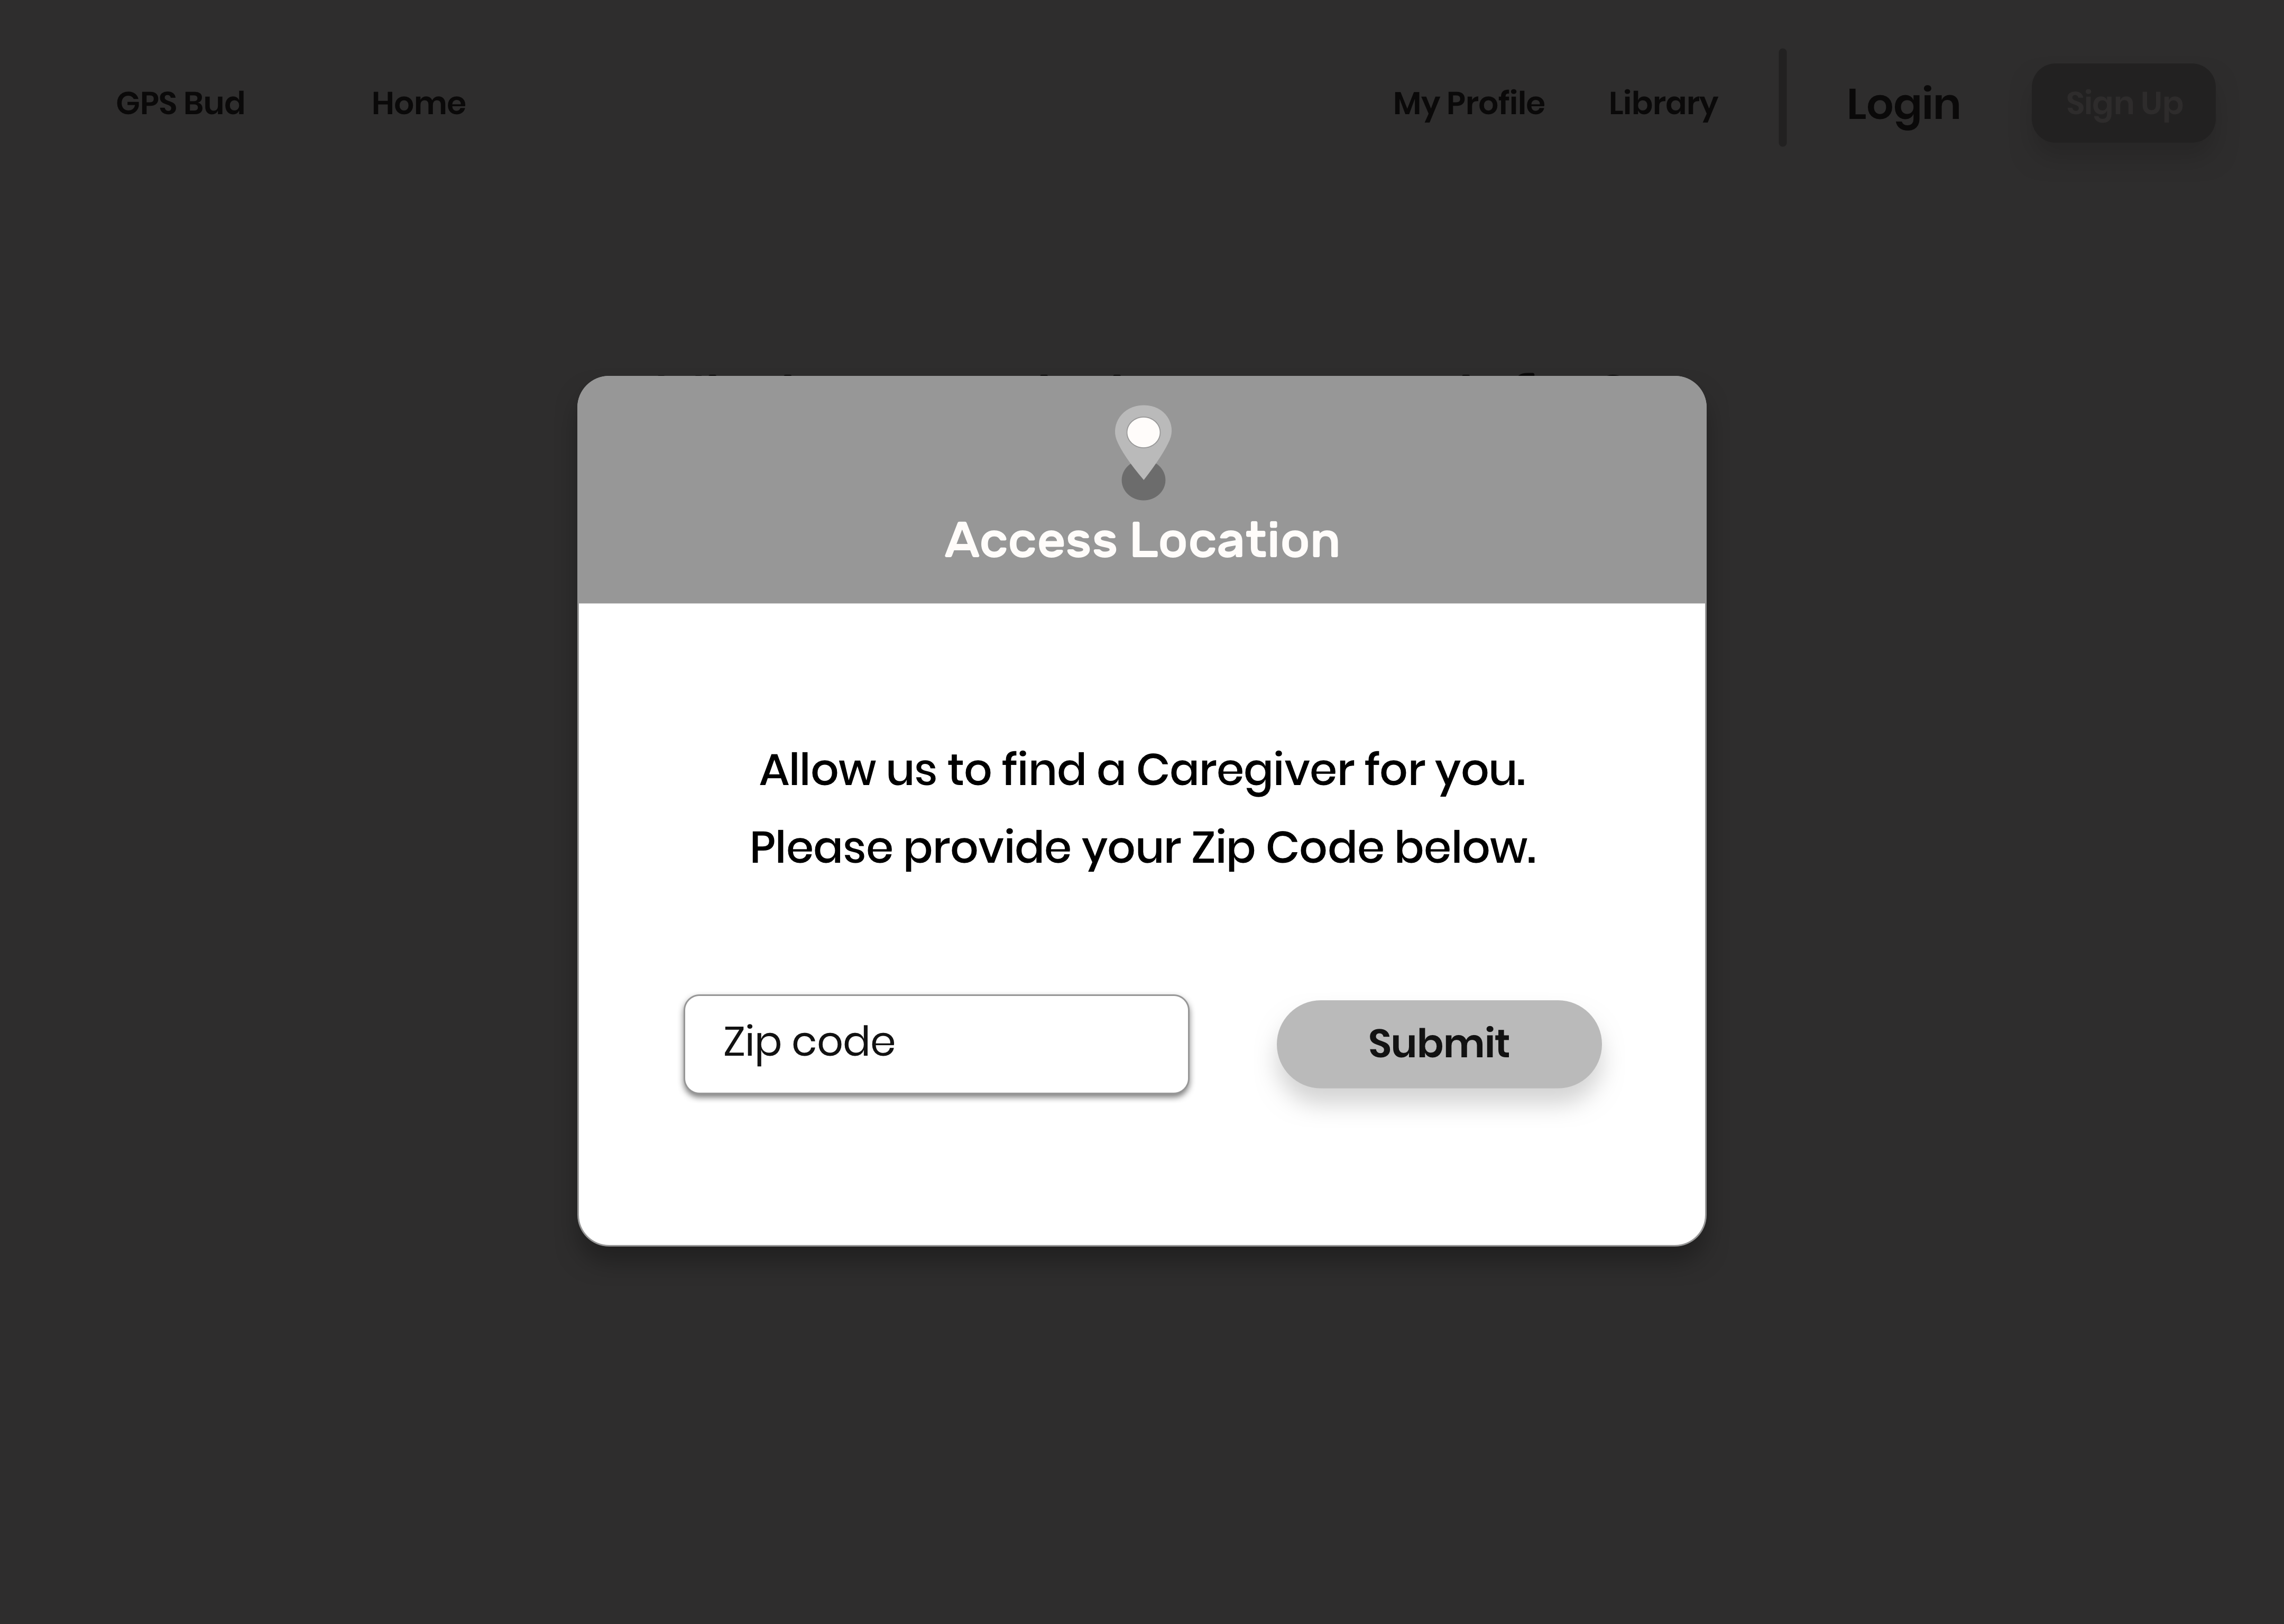 GPS Bud Home My Profile Library Login Sign Up
Access Location
Allow us to find a Caregiver for you.
Please provide your Zip Code below.
Zip code Submit